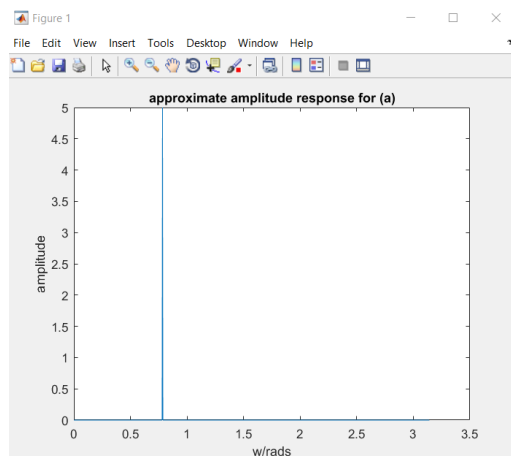 Figure 1
File Edit View Insert Tools Desktop Window Help
approximate amplitude response for (a)
5
4.5
4
3.5
3
2.5
2
1.5
1
0.5
0
amplitude
0 0.5 1 1.5 2 2.5 3 3.5
w/rads